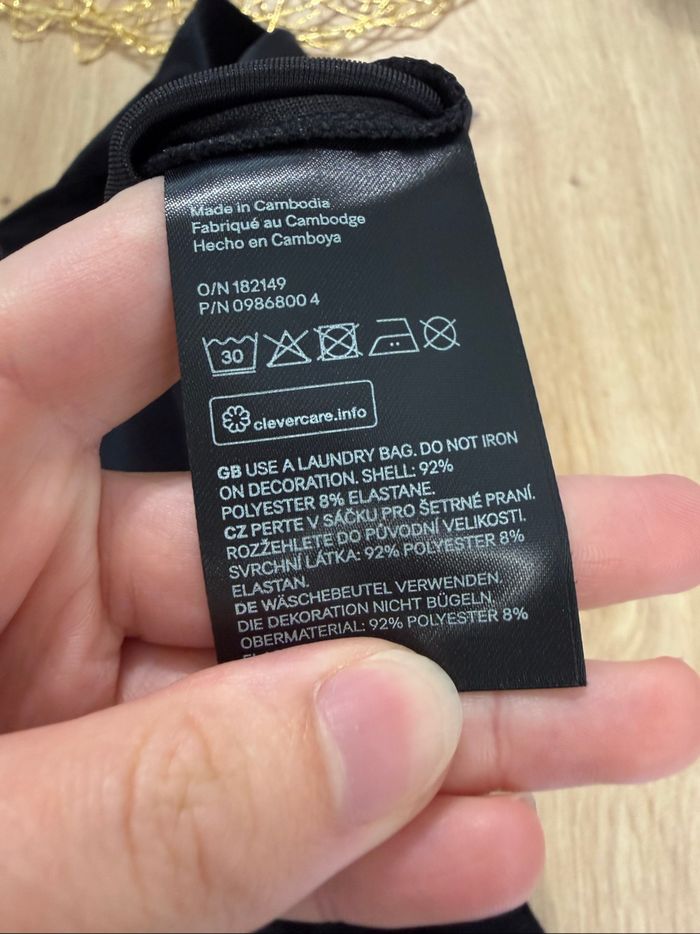 Made in Cambodia
Fabriqué au Cambodge
Hecho en Camboya
O/N 182149
P/N 0986800 4
30
clevercare.info
GB USE A LAUNDRY BAG. DO NOT IRON
ON DECORATION. SHELL: 92%
POLYESTER 8% ELASTANE.
CZ PERTE V SÁČKU PRO ŠETRNÉ PRANÍ.
ROZŽEHLETE DO PŮVODNÍ VELIKOSTI.
SVRCHNÍ LÁTKA: 92% POLYESTER 8%
ELASTAN.
DE WÄSCHEBEUTEL VERWENDEN.
DIE DEKORATION NICHT BÜGELN.
OBERMATERIAL: 92% POLYESTER 8%